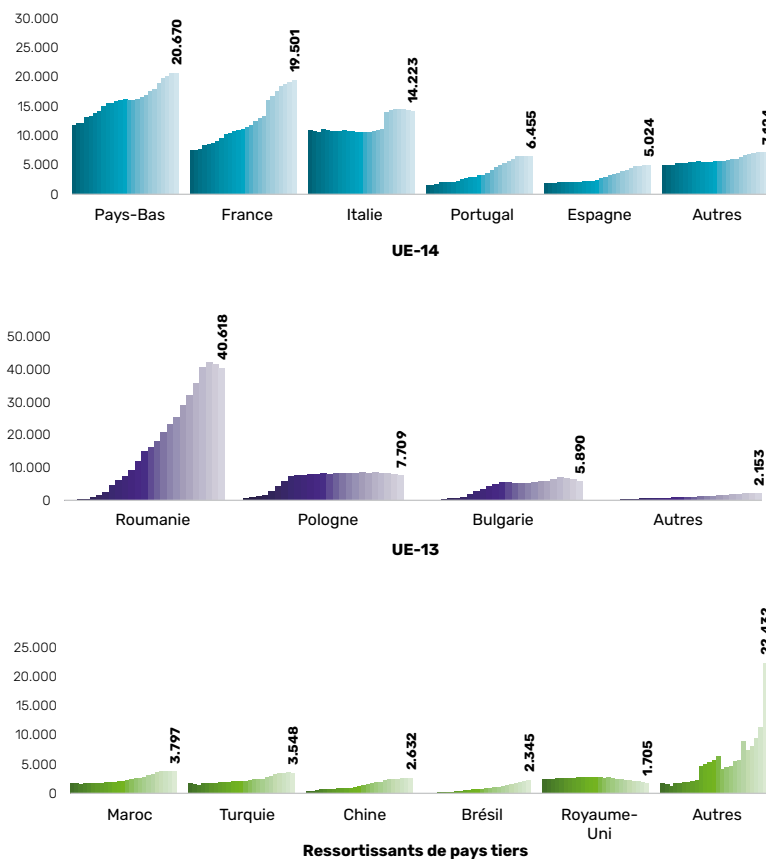 30.000
25.000
20.000
15.000
10.000
5.000
0
20.670
19.501
14.223
6.455
5.024
Pays-Bas
France
Italie
Portugal
Espagne
Autres
UE-14
50.000
40.000
30.000
20.000
10.000
0
40.618
7.709
5.890
2.153
Roumanie
Pologne
Bulgarie
Autres
UE-13
25.000
20.000
15.000
10.000
5.000
0
3.797
3.548
2.632
2.345
1.705
Maroc
Turquie
Chine
Brésil
Royaume-
Uni
Autres
Ressortissants de pays tiers